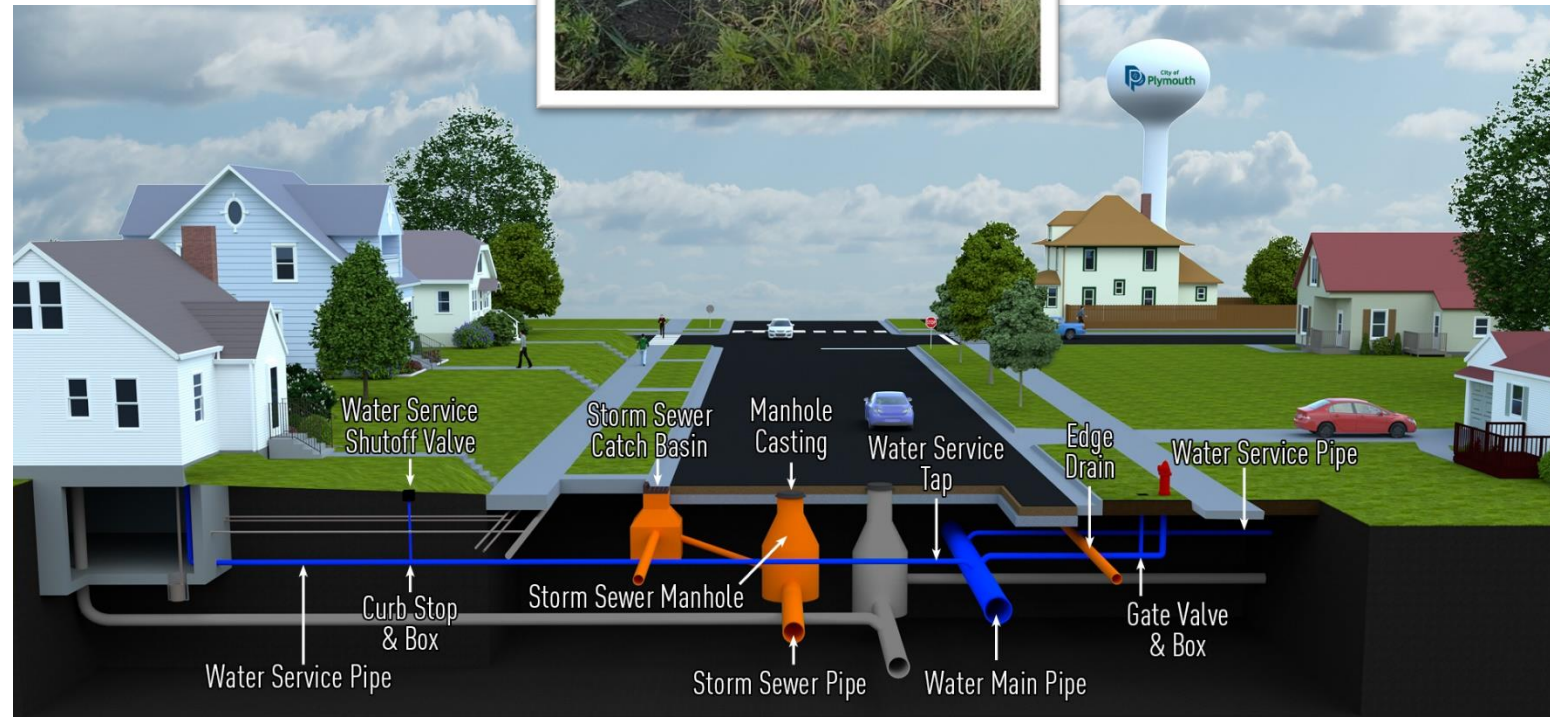 City of
Plymouth
Water Service
Shutoff Valve
Storm Sewer
Catch Basin
Manhole
Casting
Water Service
Tap
Edge
Drain
Water Service Pipe
Storm Sewer Manhole
Curb Stop
& Box
Gate Valve
& Box
Water Service Pipe
Storm Sewer Pipe
Water Main Pipe